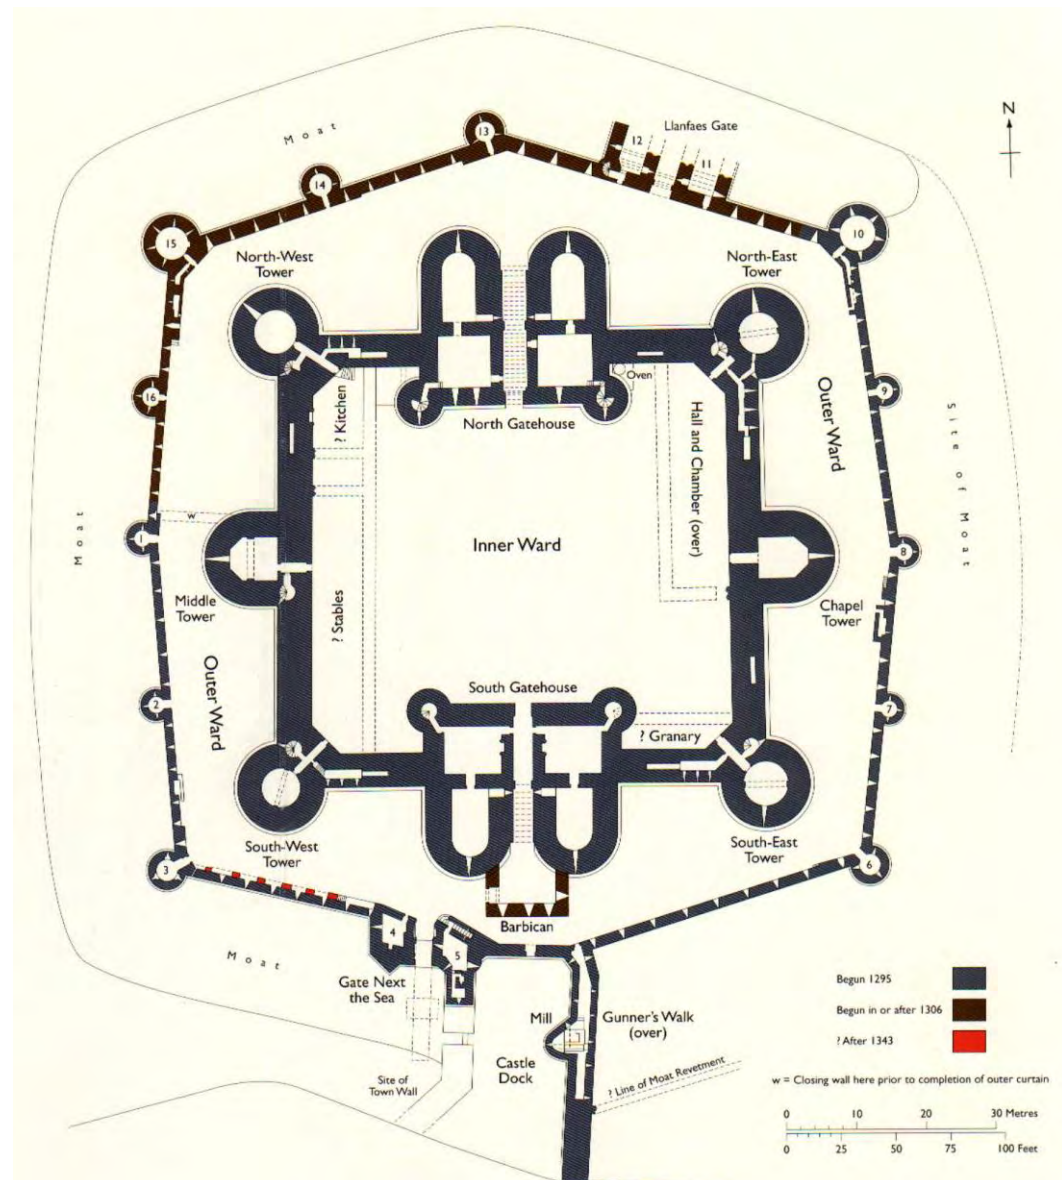 N
Moat
13
Llanfaes Gate
12
11
14
15
10
North-West
Tower
North-East
Tower
Oven
9
16
? Kitchen
North Gatehouse
Hall and Chamber (over)
Outer Ward
Site of Moat
Moat
w
1
Inner Ward
8
Middle
Tower
? Stables
Chapel
Tower
Outer Ward
2
South Gatehouse
7
? Granary
South-West
Tower
South-East
Tower
3
6
4
5
Barbican
Moat
Gate Next
the Sea
Mill
Gunner's Walk
(over)
Castle
Dock
Site of
Town Wall
? Line of Moat Revetment
Begun 1295
Begun in or after 1306
? After 1343
w = Closing wall here prior to completion of outer curtain
0 10 20 30 Metres
0 25 50 75 100 Feet